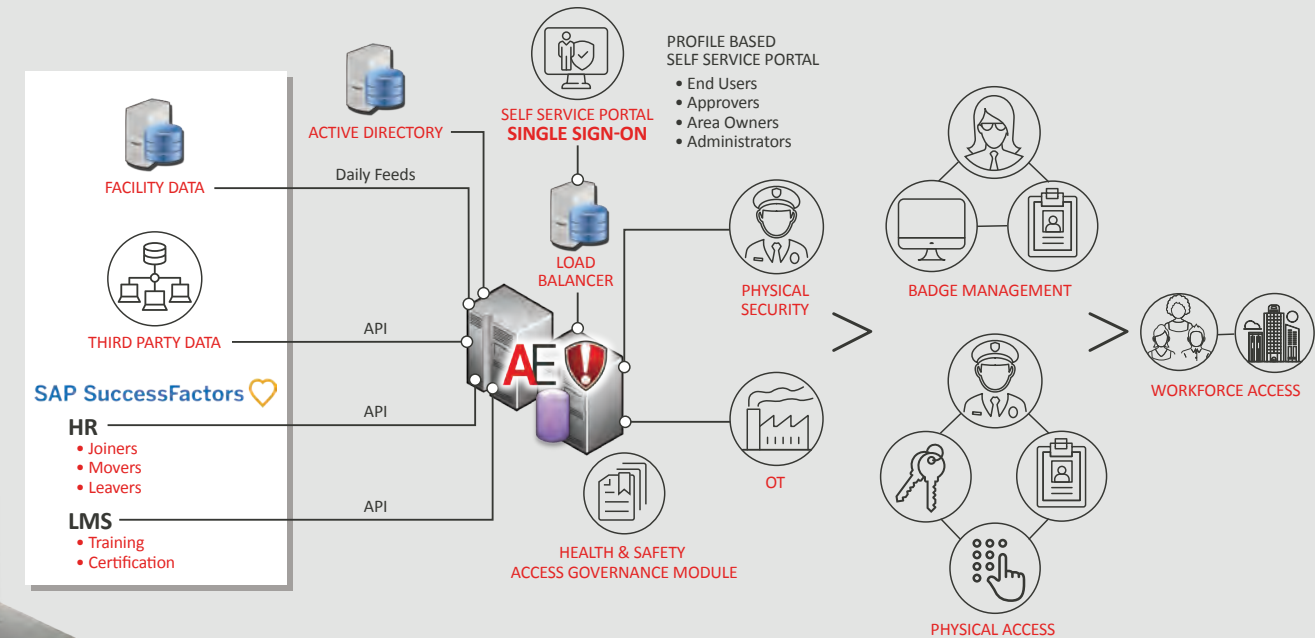 FACILITY DATA
THIRD PARTY DATA
SAP SuccessFactors
HR
• Joiners
• Movers
• Leavers
LMS
• Training
• Certification
ACTIVE DIRECTORY
Daily Feeds
API
API
API
SELF SERVICE PORTAL
SINGLE SIGN-ON
PROFILE BASED
SELF SERVICE PORTAL
• End Users
• Approvers
• Area Owners
• Administrators
LOAD
BALANCER
AE
HEALTH & SAFETY
ACCESS GOVERNANCE MODULE
PHYSICAL
SECURITY
OT
BADGE MANAGEMENT
PHYSICAL ACCESS
WORKFORCE ACCESS